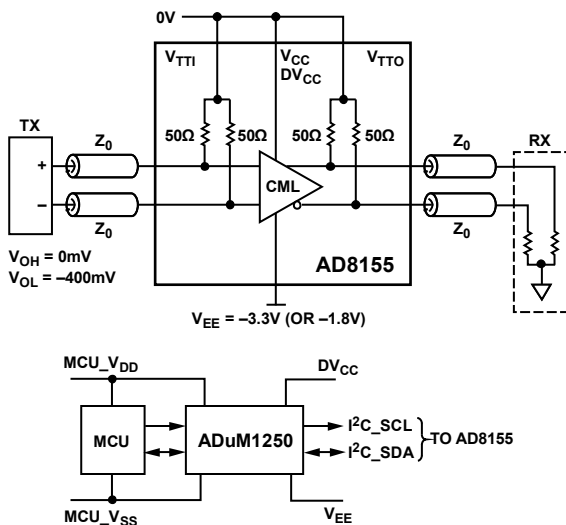 0V
VTTI VCC VTTO
DVCC
TX
50Ω 50Ω 50Ω 50Ω
Z0 Z0 RX
+
CML
–
Z0 Z0
VOH = 0mV
VOL = –400mV
AD8155
VEE = –3.3V (OR –1.8V)
MCU_VDD DVCC
MCU ADuM1250 I2C_SCL
I2C_SDA TO AD8155
MCU_VSS VEE